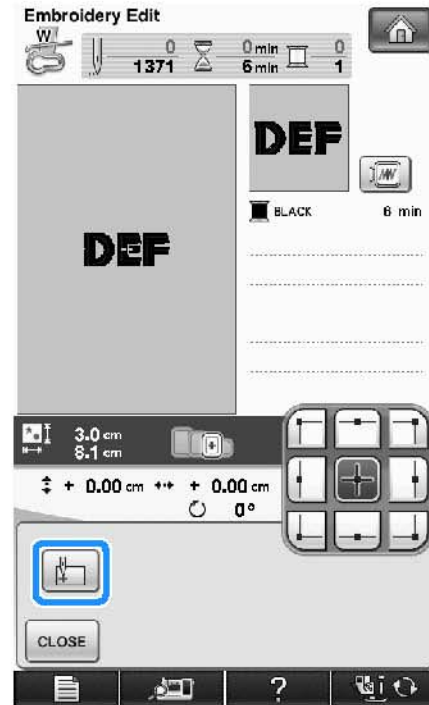 Embroidery Edit
W
0 0 min 0
1371 6 min 1
DEF
BLACK 6 min
DEF
3.0 cm
8.1 cm
+ 0.00 cm + 0.00 cm
0°
CLOSE
?